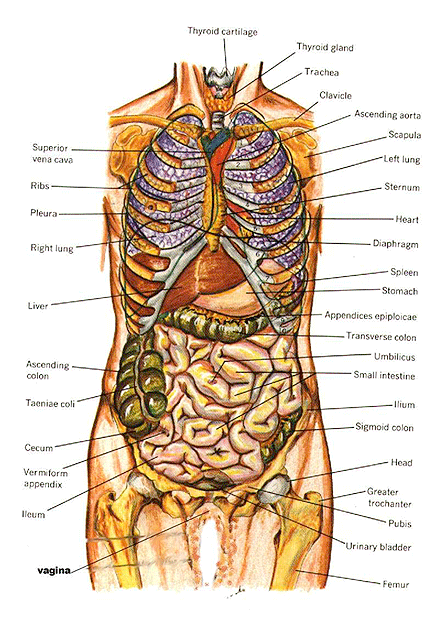 Thyroid cartilage
Thyroid gland
Trachea
Clavicle
Ascending aorta
Scapula
Left lung
Sternum
Heart
Diaphragm
Spleen
Stomach
Appendices epiploicae
Transverse colon
Umbilicus
Small intestine
Ilium
Sigmoid colon
Head
Greater
trochanter
Pubis
Urinary bladder
Femur
Superior
vena cava
Ribs
Pleura
Right lung
Liver
Ascending
colon
Taeniae coli
Cecum
Vermiform
appendix
Ileum
vagina